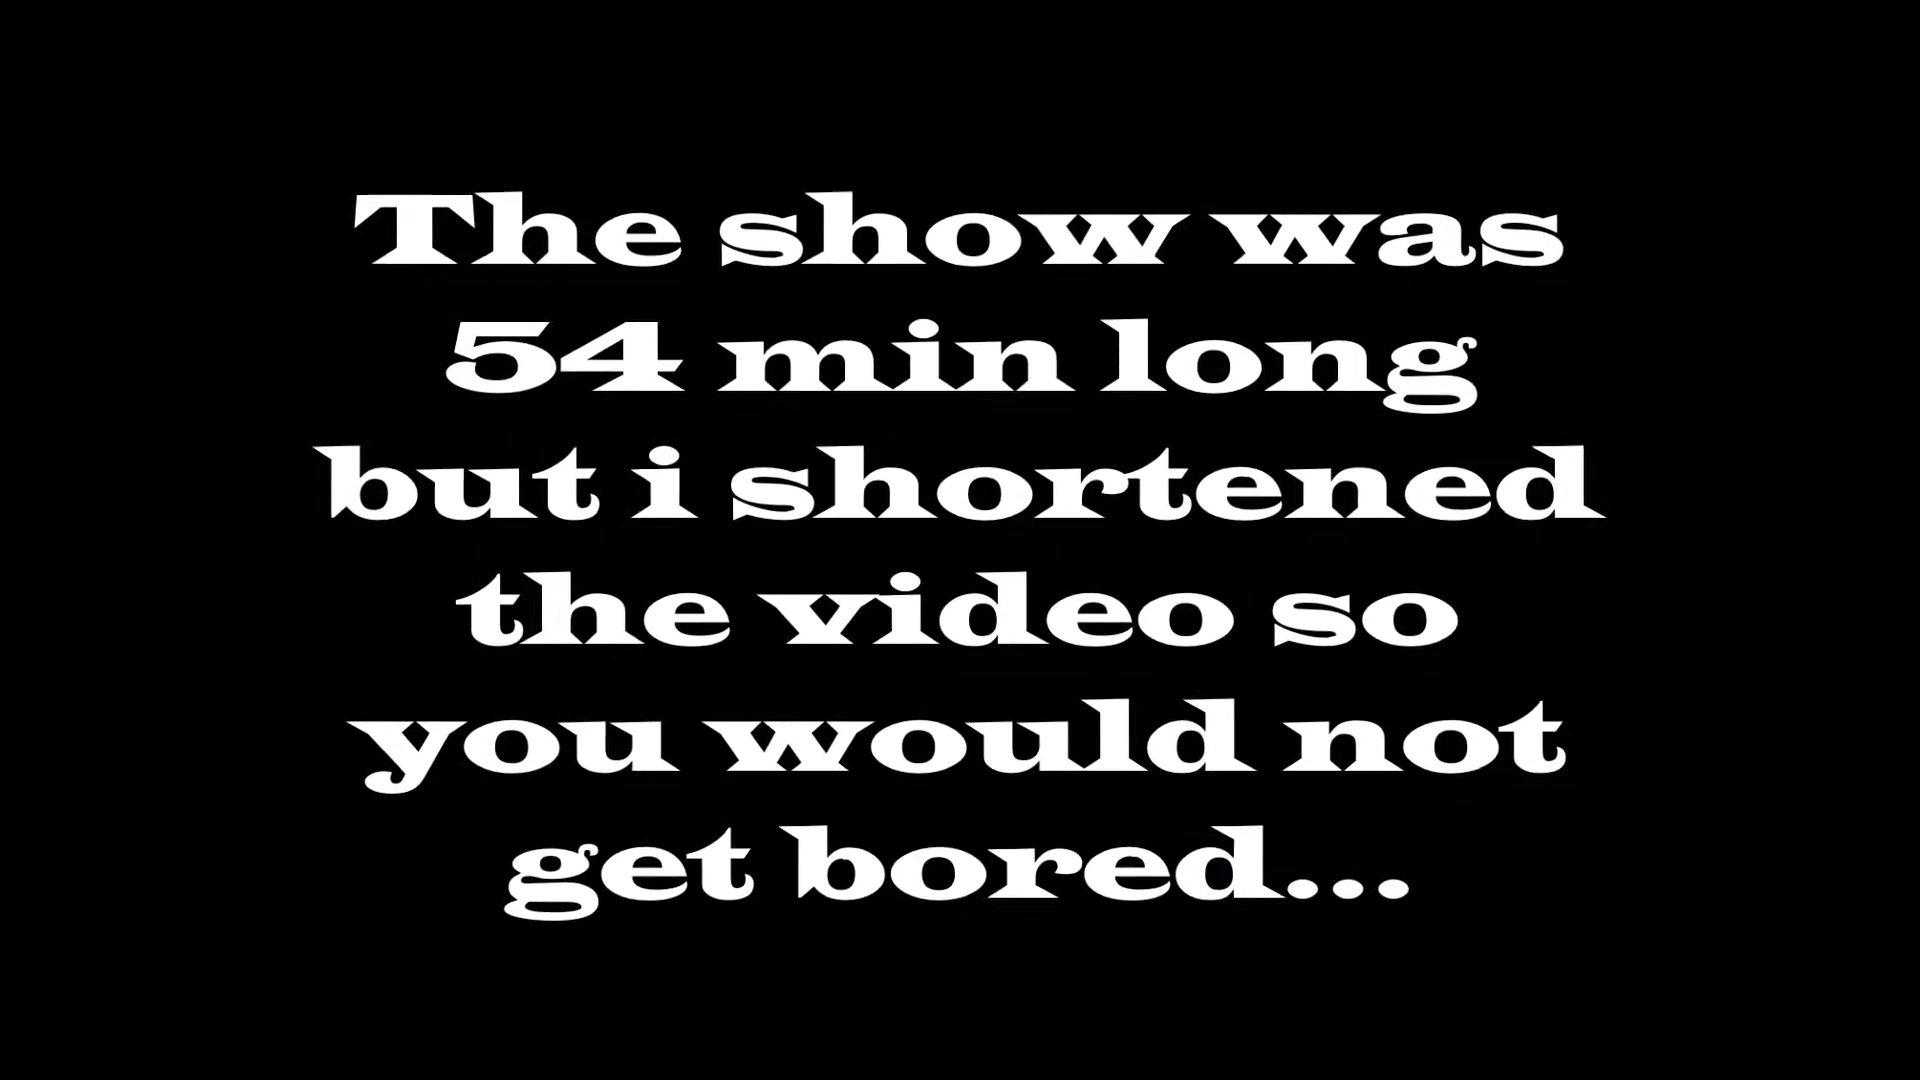 The show was
54 min long
but i shortened
the video so
you would not
get bored...